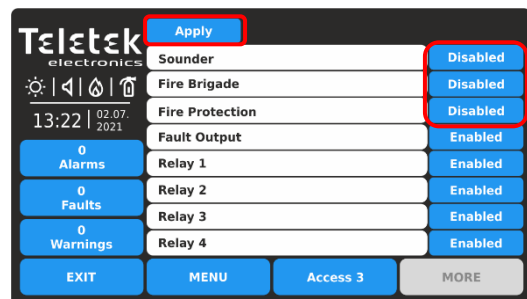 Teletek
electronics
13:22
02.07.
2021
0
Alarms
0
Faults
0
Warnings
Apply
Sounder Disabled
Fire Brigade Disabled
Fire Protection Disabled
Fault Output Enabled
Relay 1 Enabled
Relay 2 Enabled
Relay 3 Enabled
Relay 4 Enabled
EXIT MENU Access 3 MORE